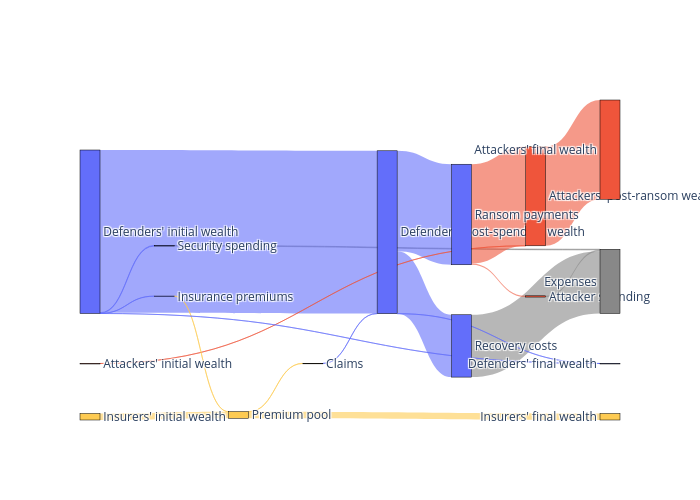 Attackers' final wealth
Attackers' post-ransom wea
Ransom payments
Defenders' initial wealth
Defenders' post-spending wealth
Security spending
Expenses
Insurance premiums
Attacker spending
Recovery costs
Attackers' initial wealth
Claims
Defenders' final wealth
Insurers' initial wealth
Premium pool
Insurers' final wealth